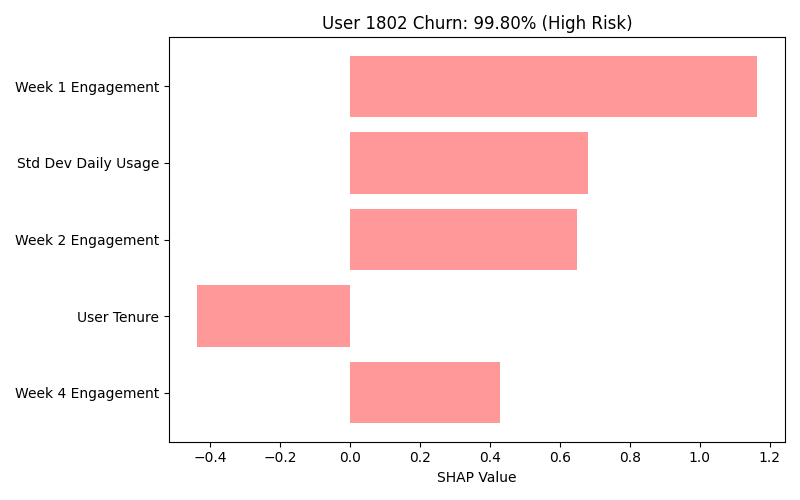 User 1802 Churn: 99.80% (High Risk)
Week 1 Engagement
Std Dev Daily Usage
Week 2 Engagement
User Tenure
Week 4 Engagement
−0.4 −0.2 0.0 0.2 0.4 0.6 0.8 1.0 1.2
SHAP Value